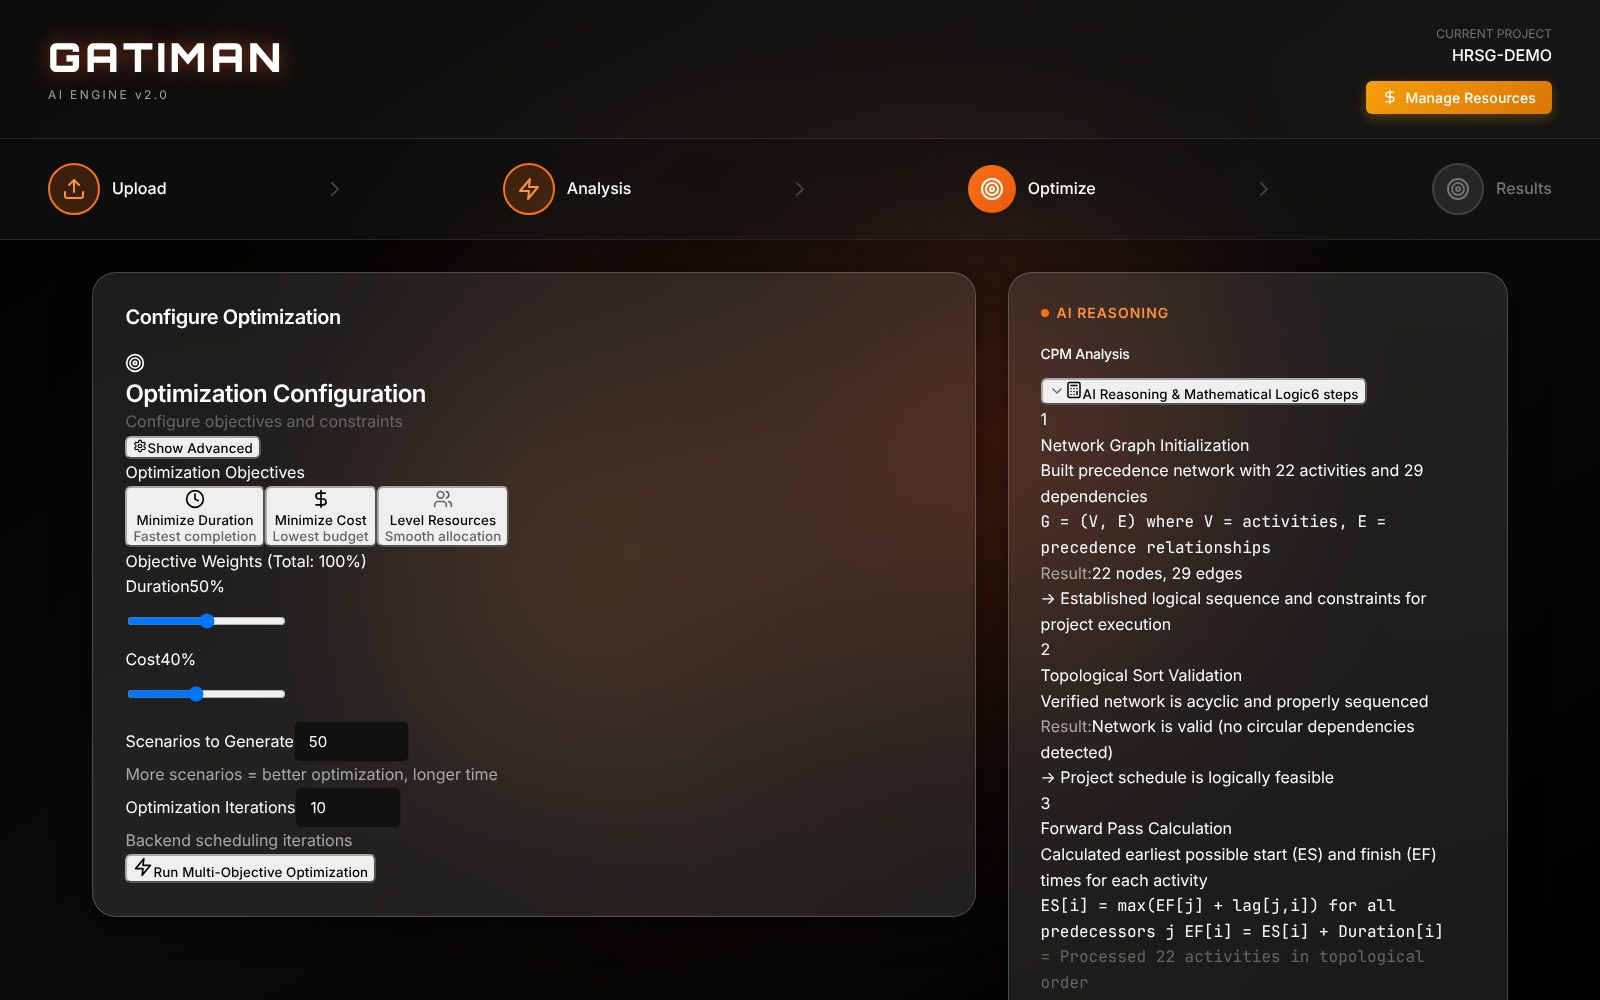 GATIMAN
AI ENGINE v2.0
CURRENT PROJECT
HRSG-DEMO
Manage Resources
Upload
Analysis
Optimize
Results
Configure Optimization
Optimization Configuration
Configure objectives and constraints
Show Advanced
Optimization Objectives
Minimize Duration
Fastest completion
Minimize Cost
Lowest budget
Level Resources
Smooth allocation
Objective Weights (Total: 100%)
Duration50%
Cost40%
Scenarios to Generate 50
More scenarios = better optimization, longer time
Optimization Iterations 10
Backend scheduling iterations
Run Multi-Objective Optimization
AI REASONING
CPM Analysis
AI Reasoning & Mathematical Logic6 steps
1
Network Graph Initialization
Built precedence network with 22 activities and 29
dependencies
G = (V, E) where V = activities, E =
precedence relationships
Result:22 nodes, 29 edges
→ Established logical sequence and constraints for
project execution
2
Topological Sort Validation
Verified network is acyclic and properly sequenced
Result:Network is valid (no circular dependencies
detected)
→ Project schedule is logically feasible
3
Forward Pass Calculation
Calculated earliest possible start (ES) and finish (EF)
times for each activity
ES[i] = max(EF[j] + lag[j,i]) for all
predecessors j EF[i] = ES[i] + Duration[i]
= Processed 22 activities in topological
order